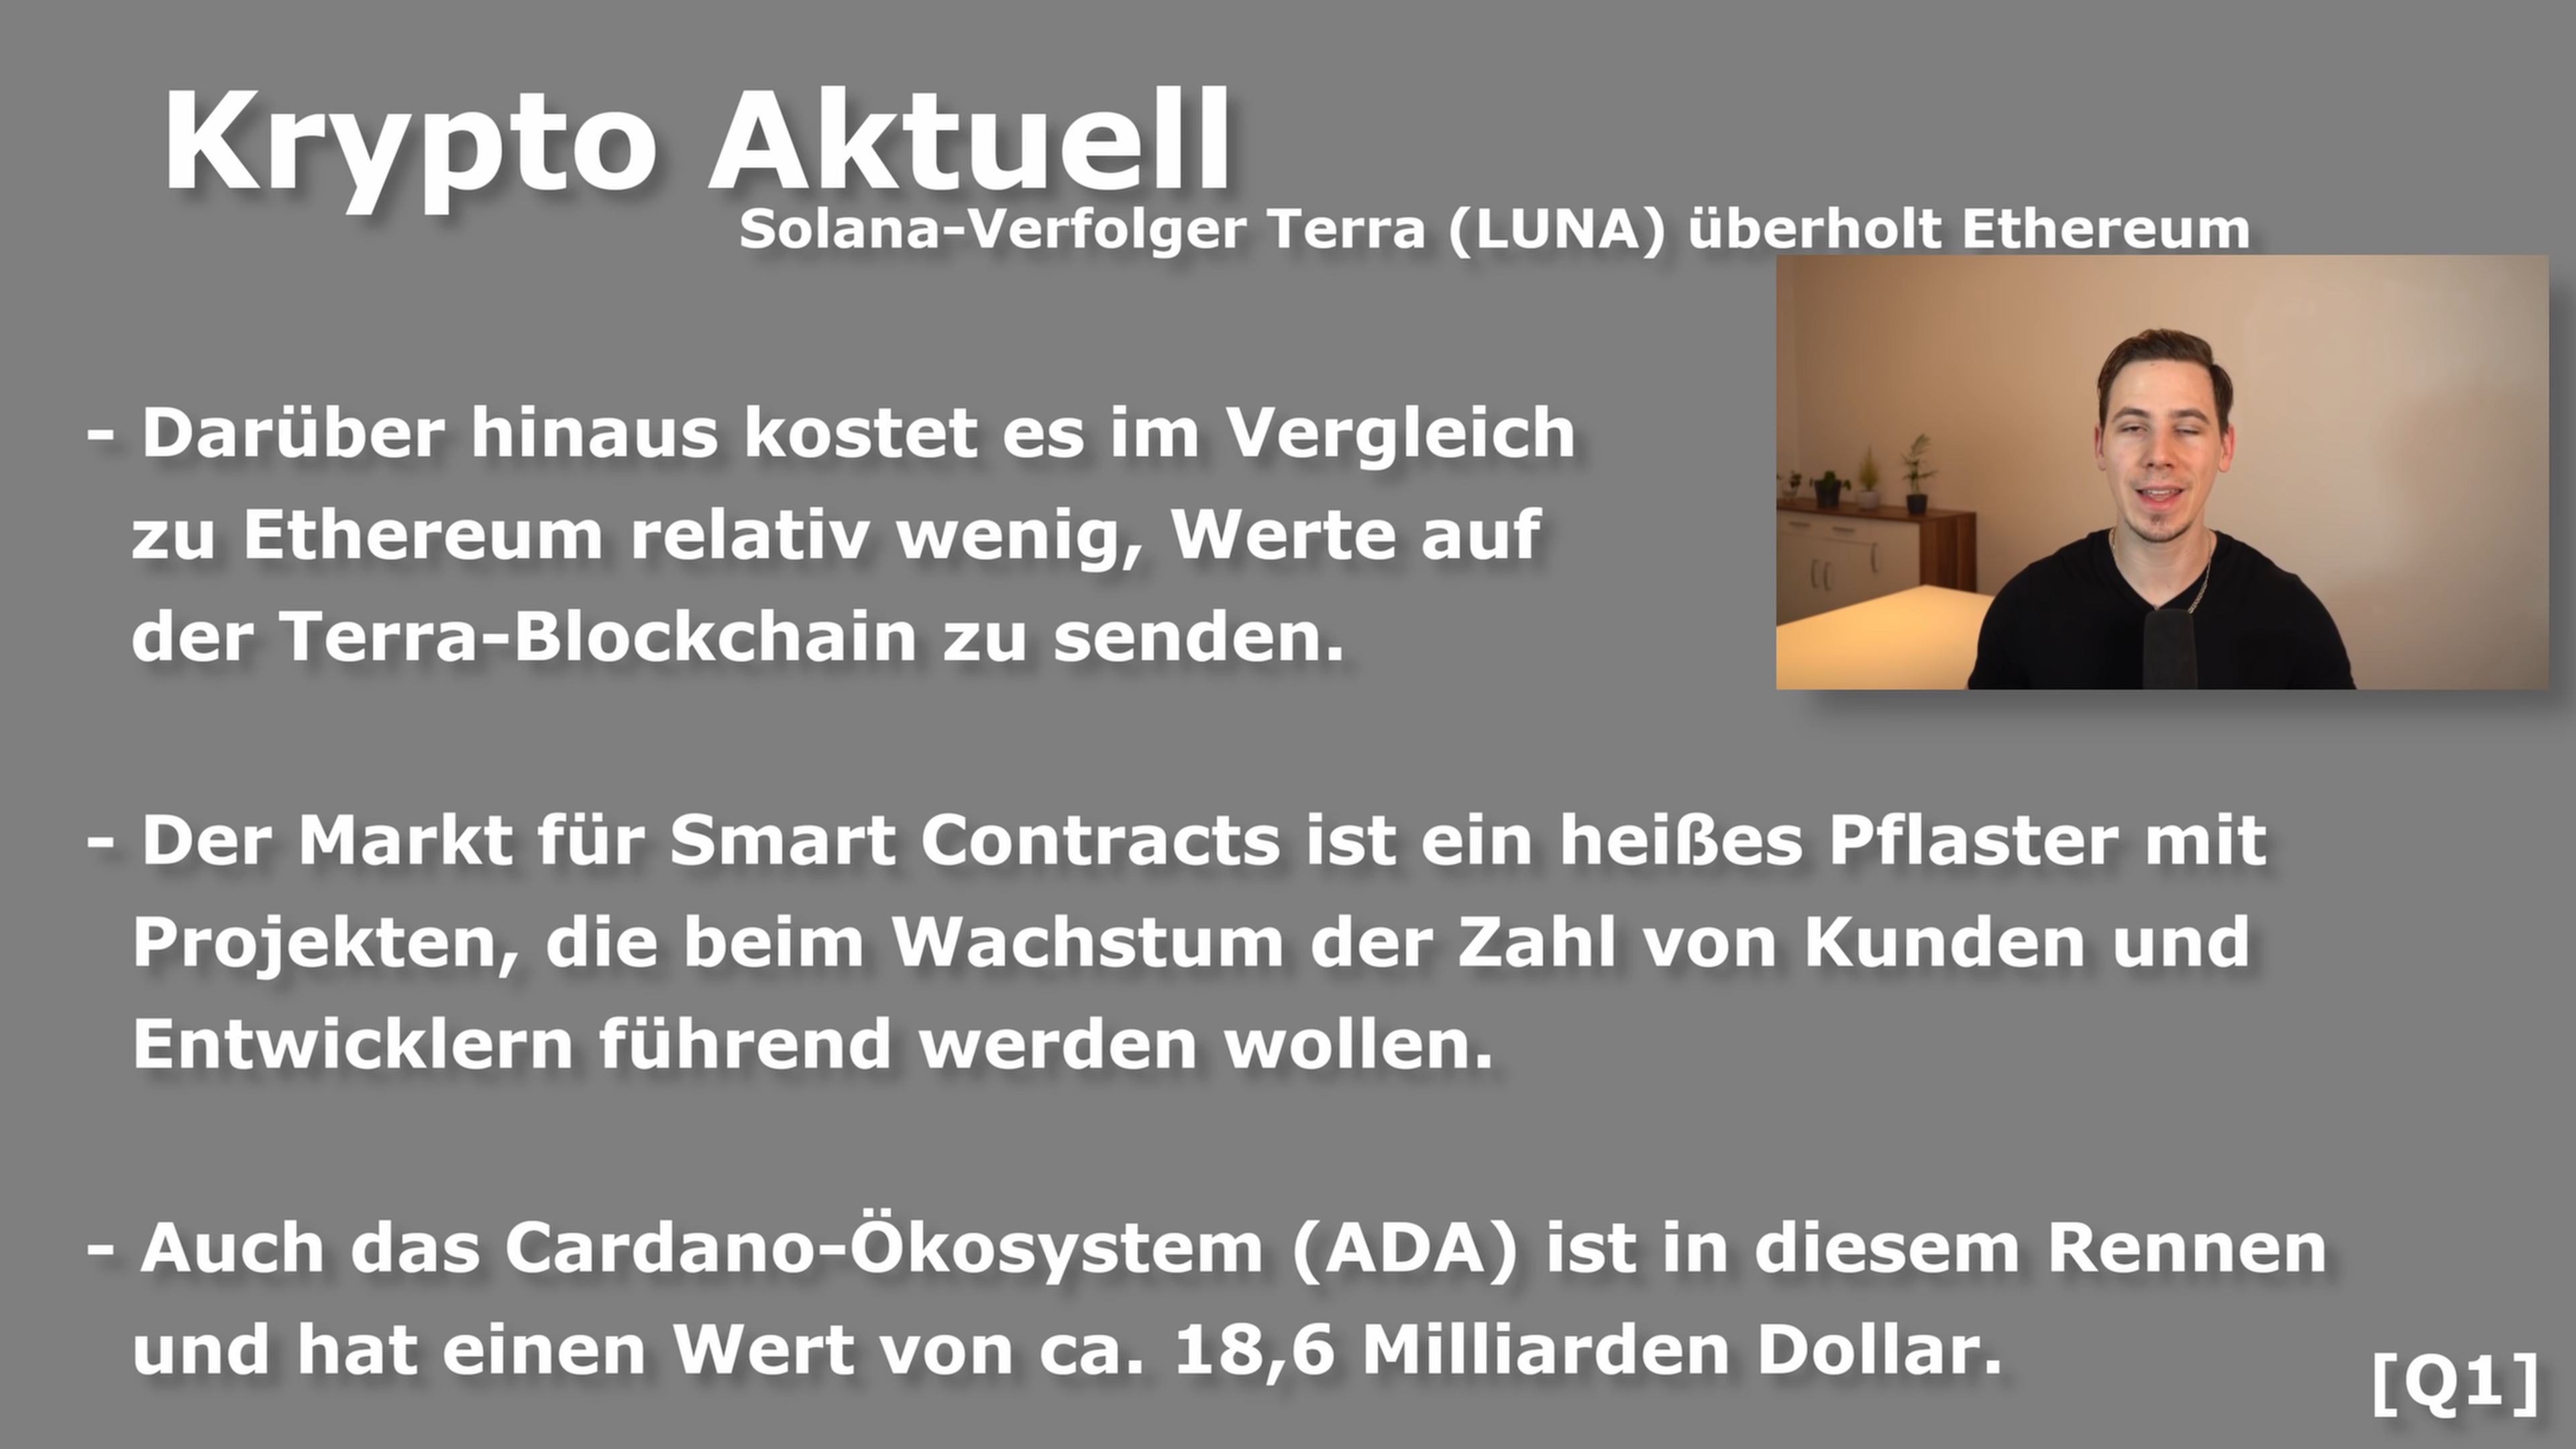 Krypto Aktuell
Solana-Verfolger Terra (LUNA) überholt Ethereum
- Darüber hinaus kostet es im Vergleich
zu Ethereum relativ wenig, Werte auf
der Terra-Blockchain zu senden.
- Der Markt für Smart Contracts ist ein heißes Pflaster mit
Projekten, die beim Wachstum der Zahl von Kunden und
Entwicklern führend werden wollen.
- Auch das Cardano-Ökosystem (ADA) ist in diesem Rennen
und hat einen Wert von ca. 18,6 Milliarden Dollar.
[Q1]